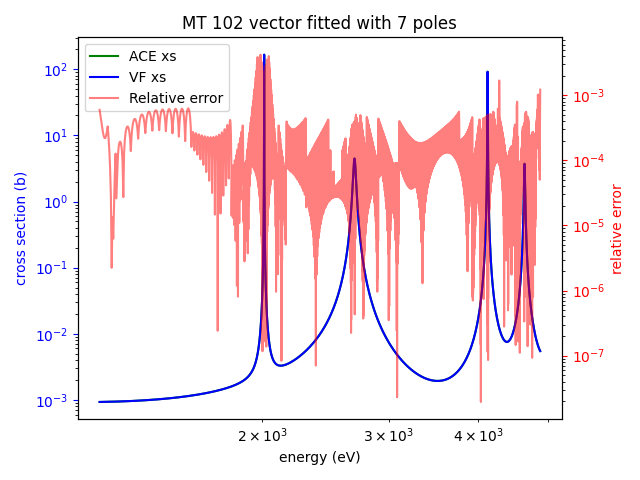 MT 102 vector fitted with 7 poles
ACE xs
VF xs
Relative error
10²
10¹
10⁰
10⁻¹
10⁻²
10⁻³
cross section (b)
10⁻³
10⁻⁴
10⁻⁵
10⁻⁶
10⁻⁷
relative error
2 × 10³ 3 × 10³ 4 × 10³
energy (eV)